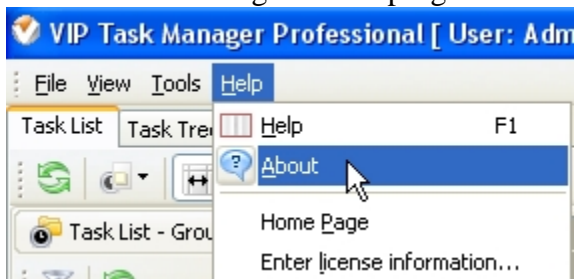 VIP Task Manager Professional [ User: Adm
File View Tools Help
Task List Task Tre
Help F1
About
Home Page
Task List - Grou
Enter license information...